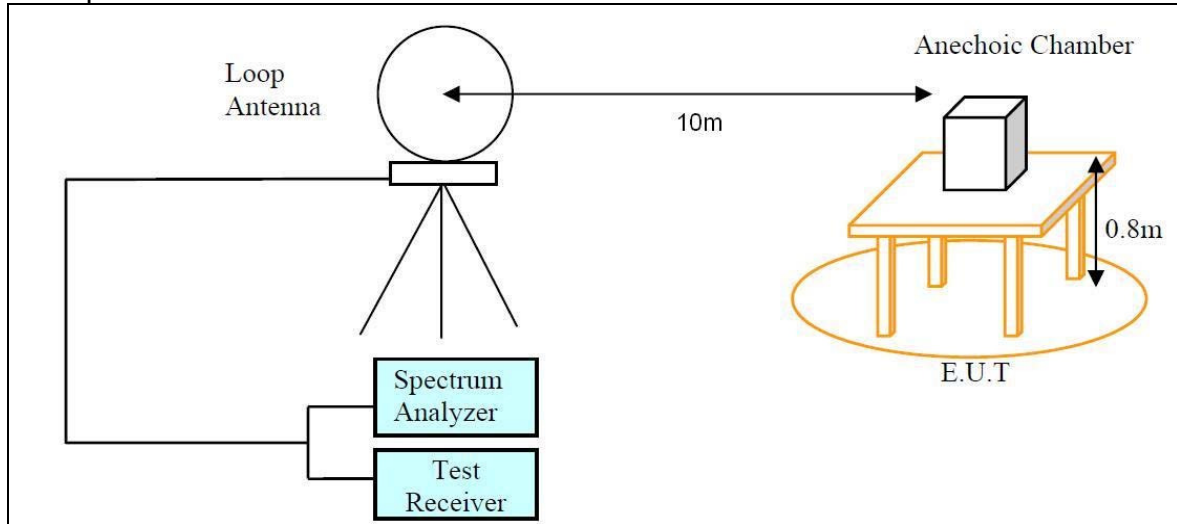 Anechoic Chamber
Loop
Antenna
10m
0.8m
E.U.T
Spectrum
Analyzer
Test
Receiver